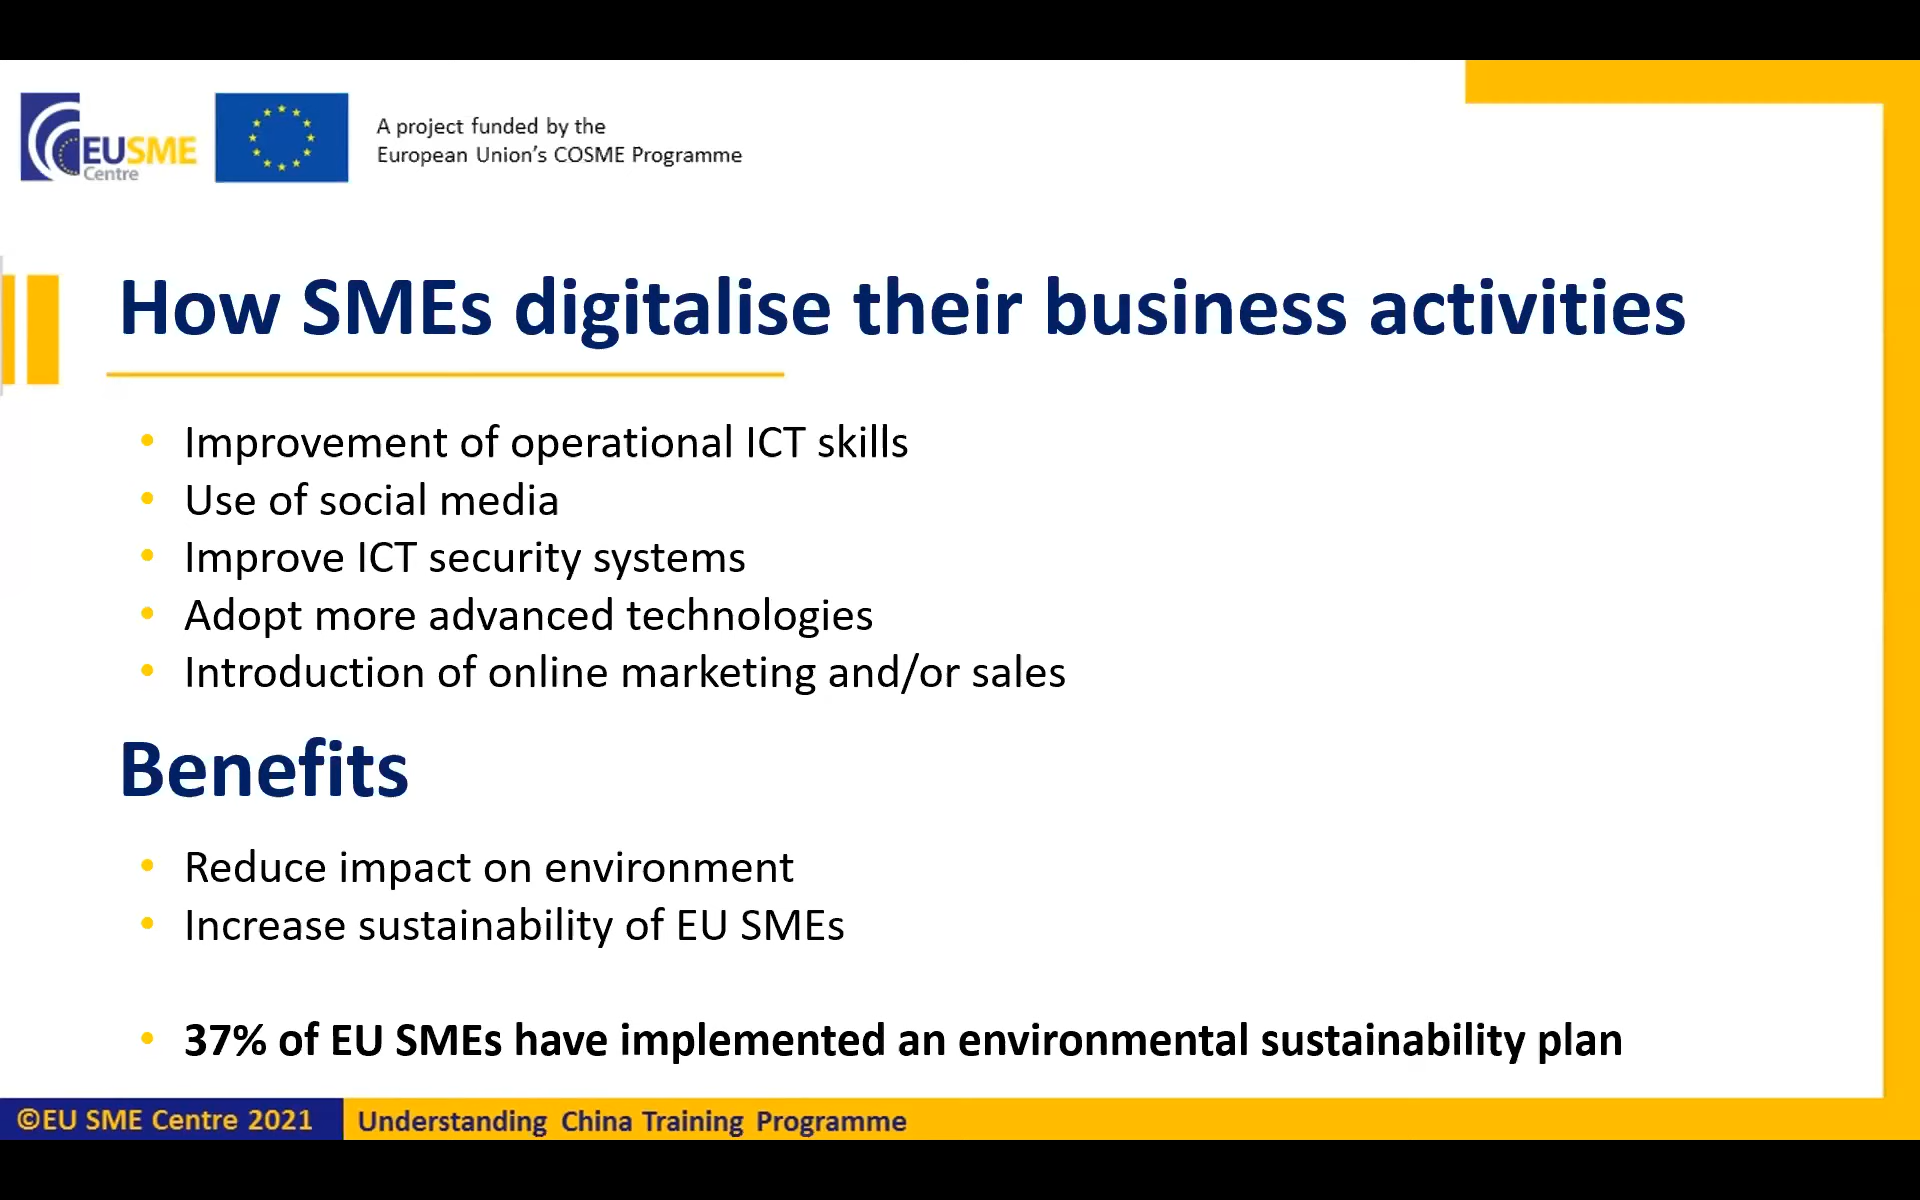 EUSME
Centre
A project funded by the
European Union's COSME Programme
How SMEs digitalise their business activities
• Improvement of operational ICT skills
• Use of social media
• Improve ICT security systems
• Adopt more advanced technologies
• Introduction of online marketing and/or sales
Benefits
• Reduce impact on environment
• Increase sustainability of EU SMEs
• 37% of EU SMEs have implemented an environmental sustainability plan
©EU SME Centre 2021
Understanding China Training Programme